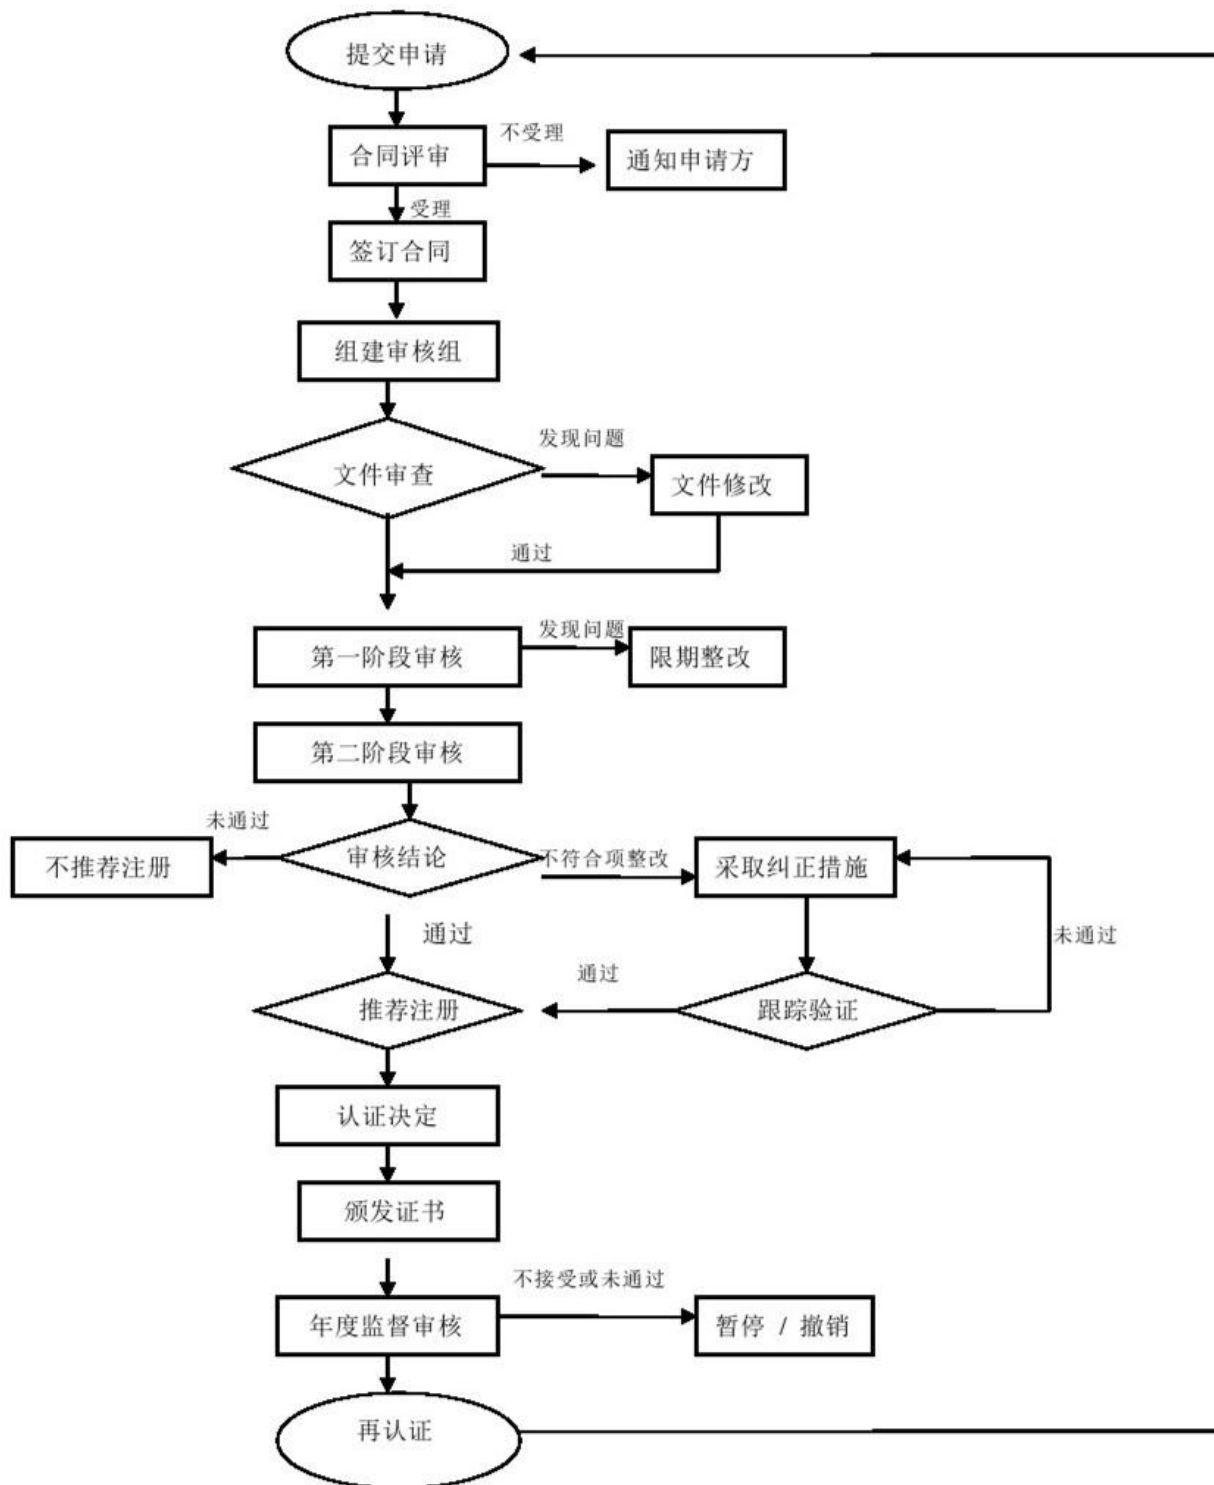 提交申请
不受理
合同评审
通知申请方
受理
签订合同
组建审核组
发现问题
文件审查
文件修改
通过
发现问题
第一阶段审核
限期整改
第二阶段审核
未通过
审核结论
不符合项整改
不推荐注册
采取纠正措施
通过
未通过
通过
推荐注册
跟踪验证
认证决定
颁发证书
不接受或未通过
年度监督审核
暂停 / 撤销
再认证